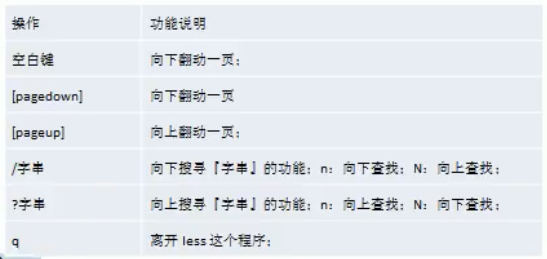 操作 功能说明
空白键 向下翻动一页；
[pagedown] 向下翻动一页
[pageup] 向上翻动一页；
/字串 向下搜寻『字串』的功能；n：向下查找；N：向上查找；
?字串 向上搜寻『字串』的功能；n：向上查找；N：向下查找；
q 离开 less 这个程序；